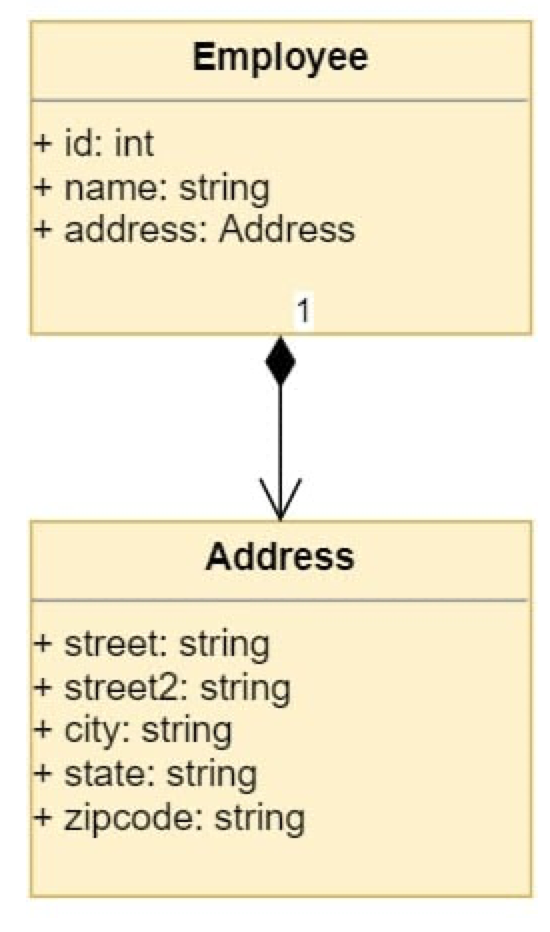 Employee
+ id: int
+ name: string
+ address: Address
1
Address
+ street: string
+ street2: string
+ city: string
+ state: string
+ zipcode: string